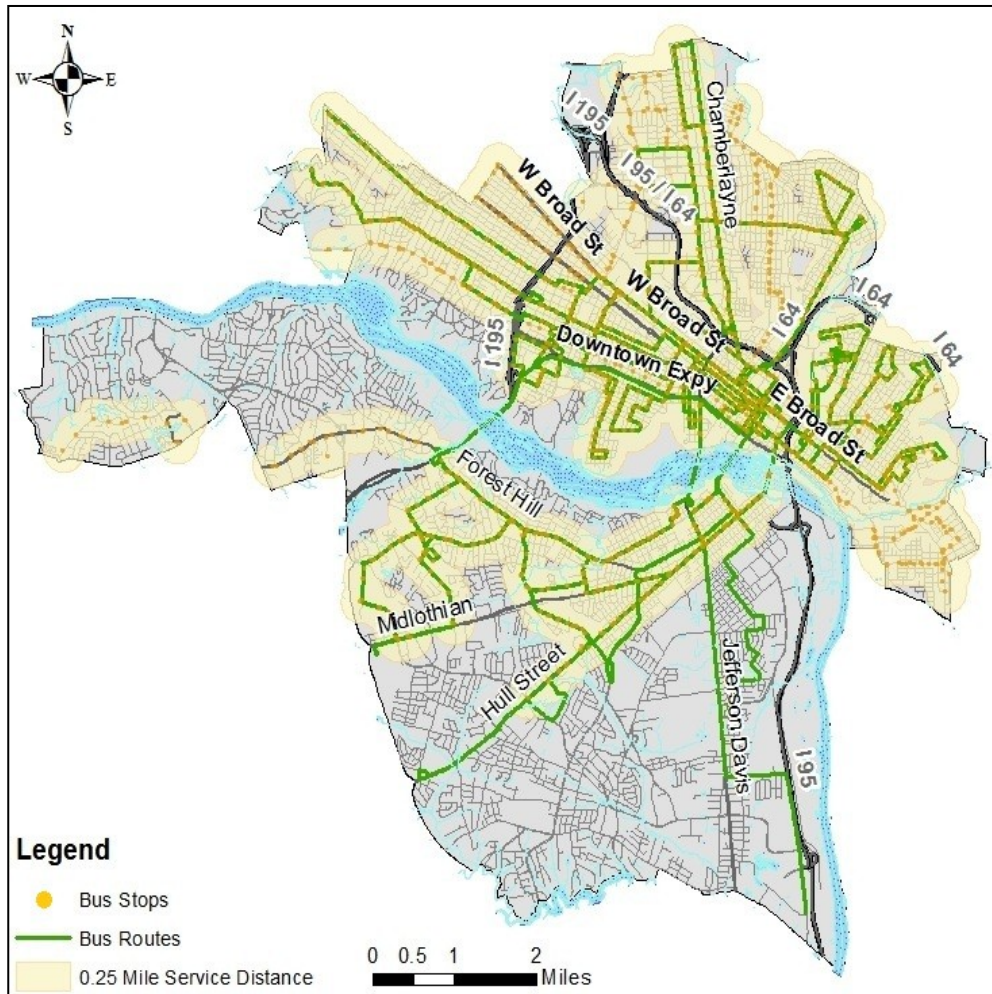 N
W E
S
I 195
Chamberlayne
I 95 / I 64
W Broad St
W Broad St
I 64
I 64
I 64
I 195
Downtown Expy
E Broad St
Forest Hill
Midlothian
Hull Street
Jefferson Davis
I 95
Legend
Bus Stops
Bus Routes
0.25 Mile Service Distance
0 0.5 1 2
Miles